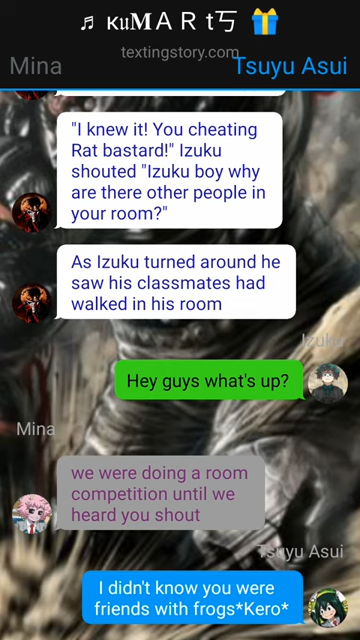 ♬ ĸuMＡＲt丂 🎁
textingstory.com
Mina Tsuyu Asui
"I knew it! You cheating
Rat bastard!" Izuku
shouted "Izuku boy why
are there other people in
your room?"
As Izuku turned around he
saw his classmates had
walked in his room
Izuku
Hey guys what's up?
Mina
we were doing a room
competition until we
heard you shout
Tsuyu Asui
I didn't know you were
friends with frogs*Kero*